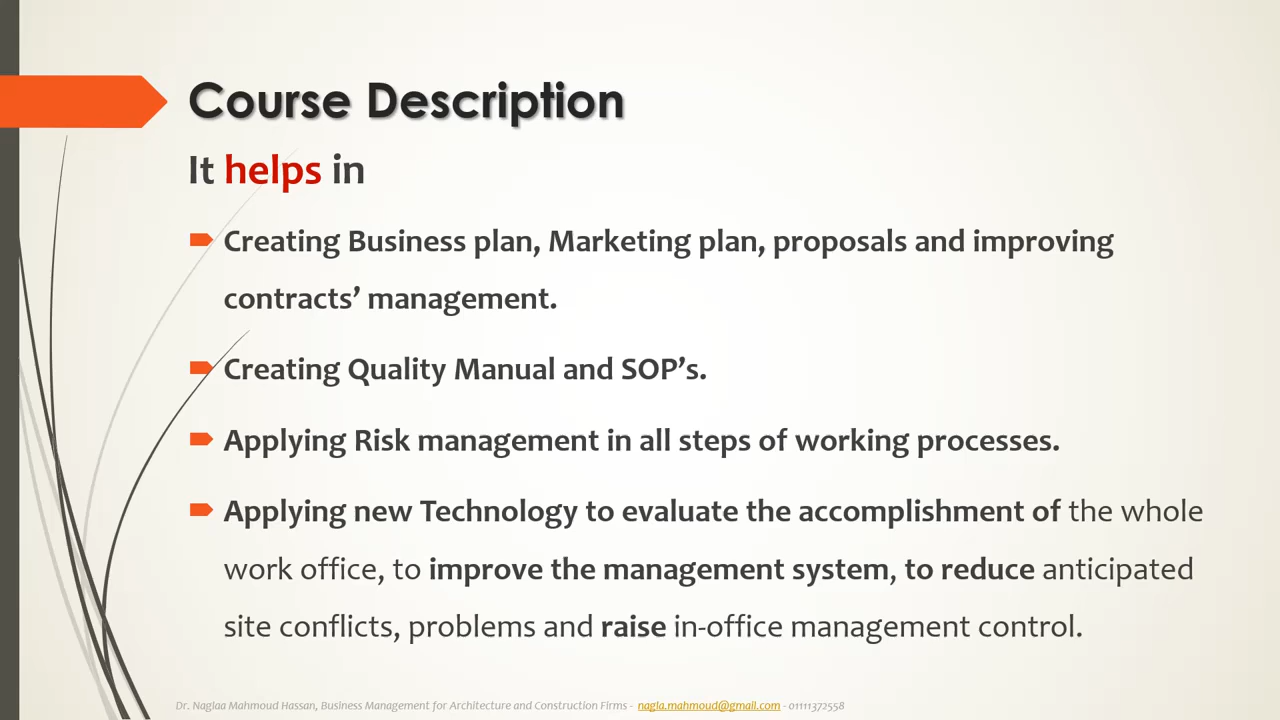 Course Description
It helps in
Creating Business plan, Marketing plan, proposals and improving
contracts’ management.
Creating Quality Manual and SOP’s.
Applying Risk management in all steps of working processes.
Applying new Technology to evaluate the accomplishment of the whole
work office, to improve the management system, to reduce anticipated
site conflicts, problems and raise in-office management control.
Dr. Naglaa Mahmoud Hassan, Business Management for Architecture and Construction Firms - nagla.mahmoud@gmail.com - 01111372558